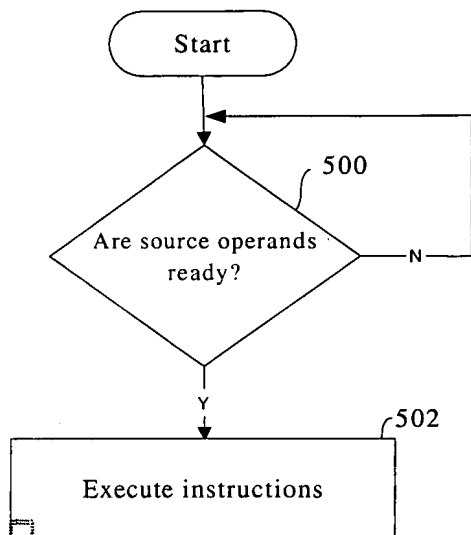 Start
500
Are source operands
ready?
N
Y
502
Execute instructions